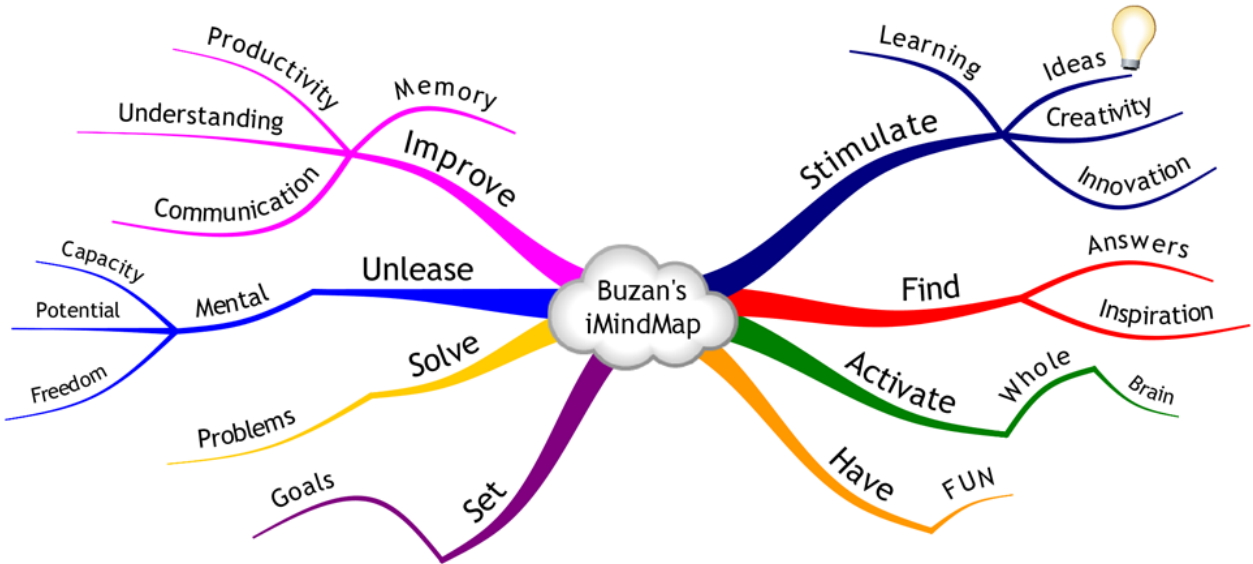 Buzan's
iMindMap
Stimulate
Learning
Ideas
Creativity
Innovation
Find
Answers
Inspiration
Activate
Whole
Brain
Have
FUN
Set
Goals
Solve
Problems
Unlease
Mental
Capacity
Potential
Freedom
Improve
Productivity
Understanding
Communication
Memory